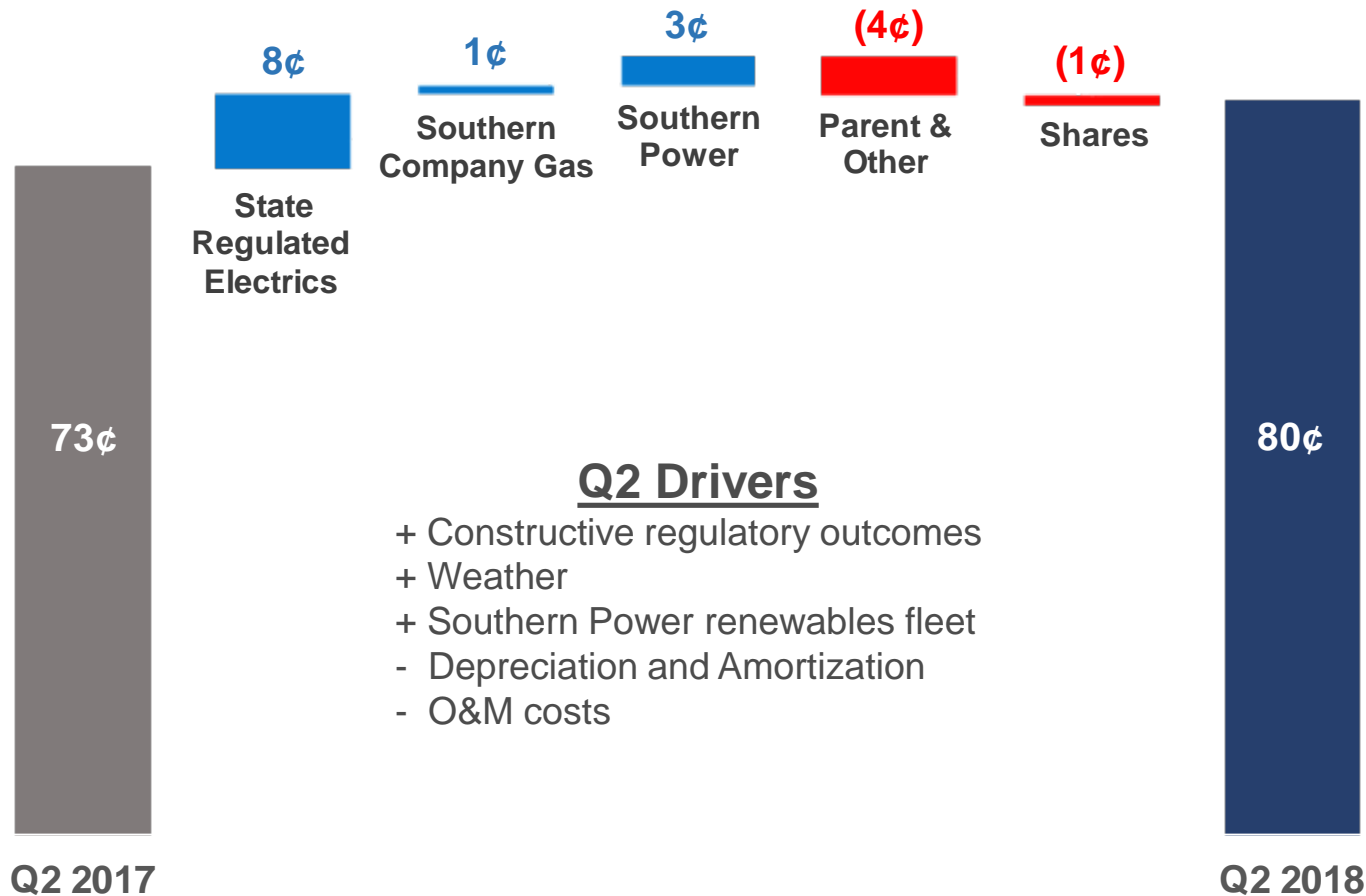 8¢
State
Regulated
Electrics
1¢
Southern
Company Gas
3¢
Southern
Power
(4¢)
Parent &
Other
(1¢)
Shares
73¢
80¢
Q2 Drivers
+ Constructive regulatory outcomes
+ Weather
+ Southern Power renewables fleet
- Depreciation and Amortization
- O&M costs
Q2 2017
Q2 2018